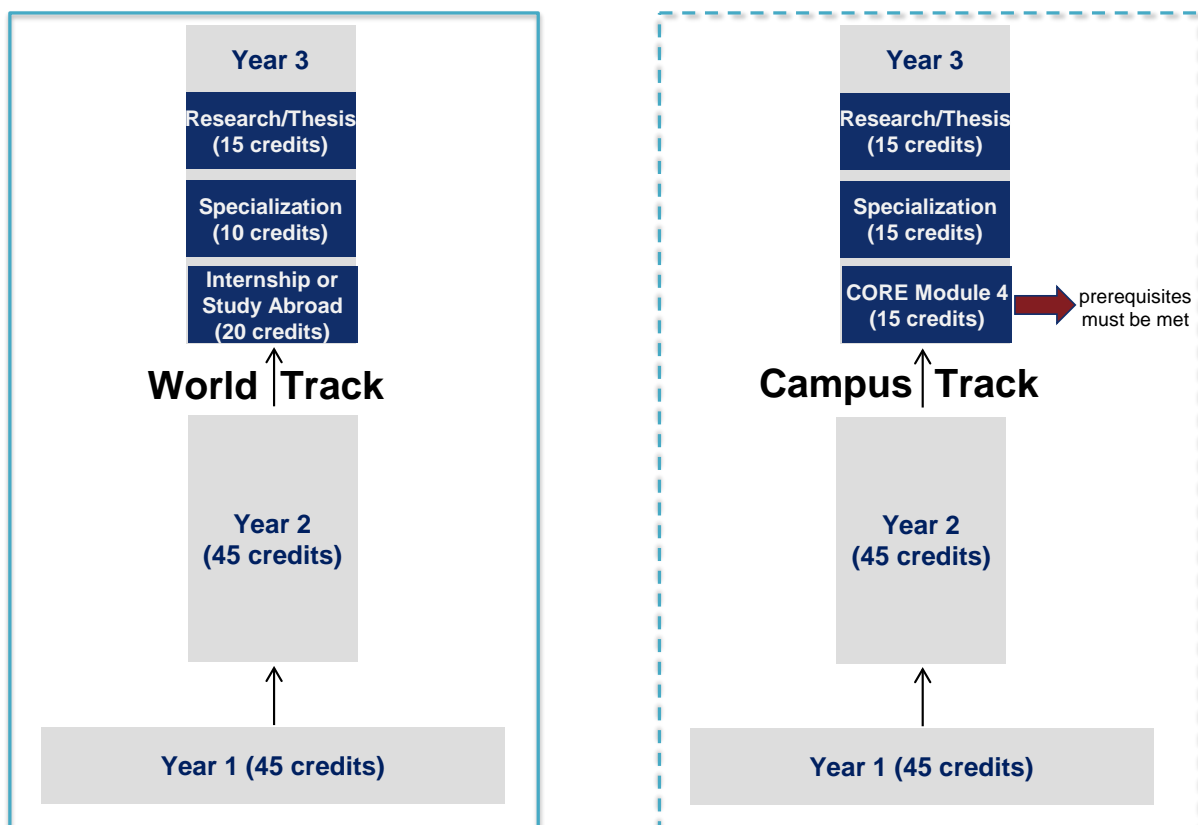 Year 3
Research/Thesis
(15 credits)
Specialization
(10 credits)
Internship or
Study Abroad
(20 credits)
World Track
Year 2
(45 credits)
Year 1 (45 credits)
Year 3
Research/Thesis
(15 credits)
Specialization
(15 credits)
CORE Module 4
(15 credits)
prerequisites
must be met
Campus Track
Year 2
(45 credits)
Year 1 (45 credits)